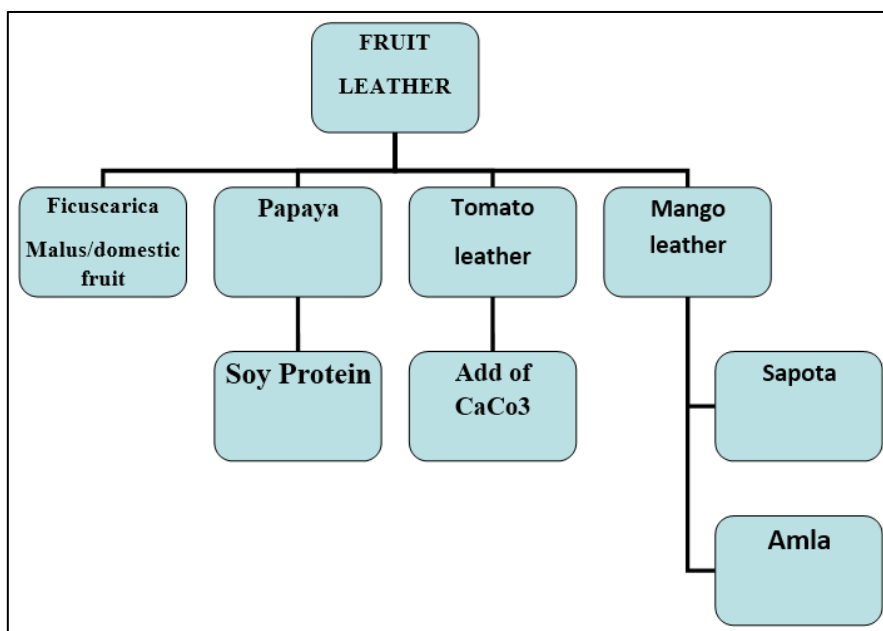 FRUIT
LEATHER
Ficuscarica
Malus/domestic
fruit
Papaya
Tomato
leather
Mango
leather
Soy Protein
Add of
CaCo3
Sapota
Amla